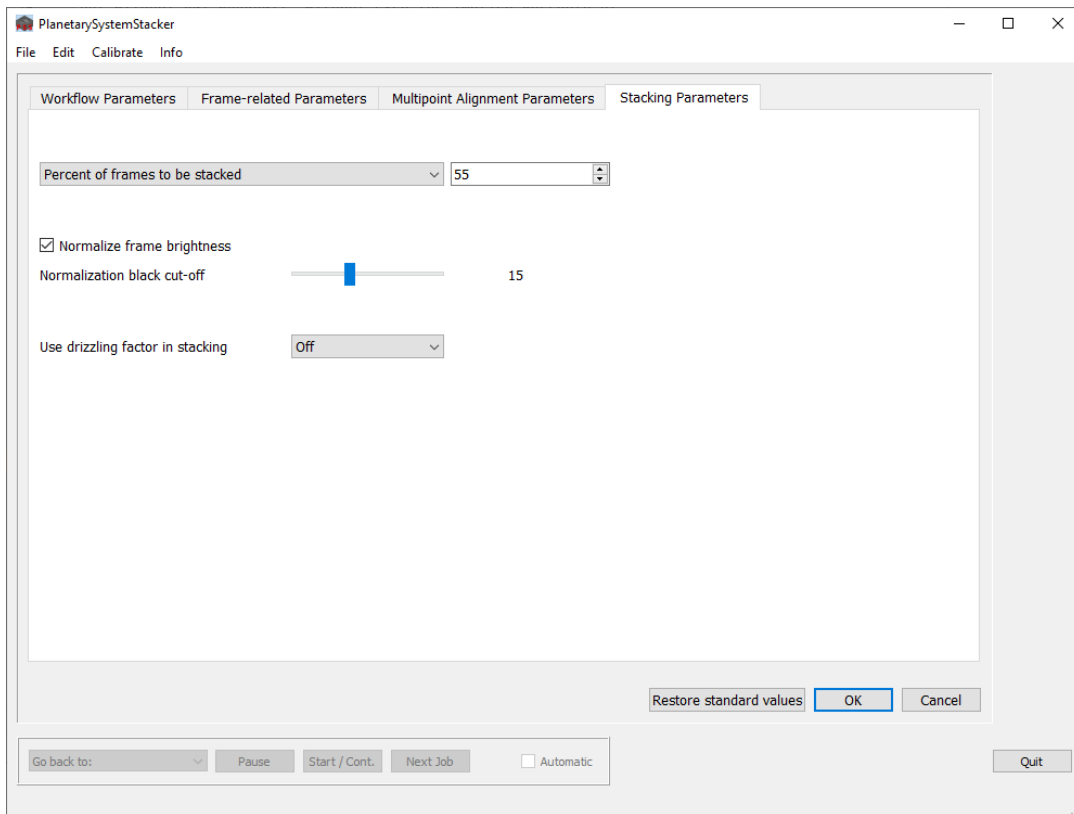 PlanetarySystemStacker
File Edit Calibrate Info
Workflow Parameters Frame-related Parameters Multipoint Alignment Parameters Stacking Parameters
Percent of frames to be stacked 55
Normalize frame brightness
Normalization black cut-off 15
Use drizzling factor in stacking Off
Restore standard values OK Cancel
Go back to: Pause Start / Cont. Next Job Automatic Quit